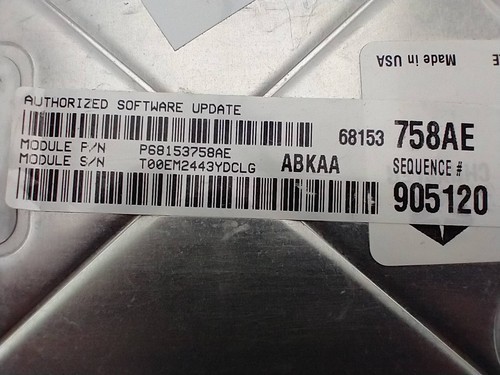 Made in USA
AUTHORIZED SOFTWARE UPDATE
68153 758AE
MODULE P/N P68153758AE
MODULE S/N T00EM2443YDCLG
ABKAA
SEQUENCE #
905120